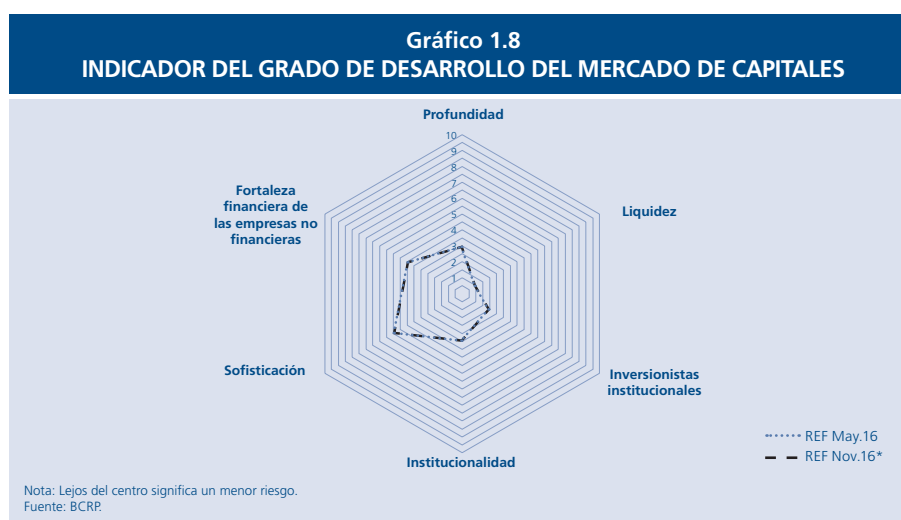 Gráfico 1.8
INDICADOR DEL GRADO DE DESARROLLO DEL MERCADO DE CAPITALES
Profundidad
10
9
8
7
6
5
4
3
2
1
Fortaleza
financiera de
las empresas no
financieras
Liquidez
Sofisticación
Inversionistas
institucionales
Institucionalidad
REF May.16
REF Nov.16*
Nota: Lejos del centro significa un menor riesgo.
Fuente: BCRP.